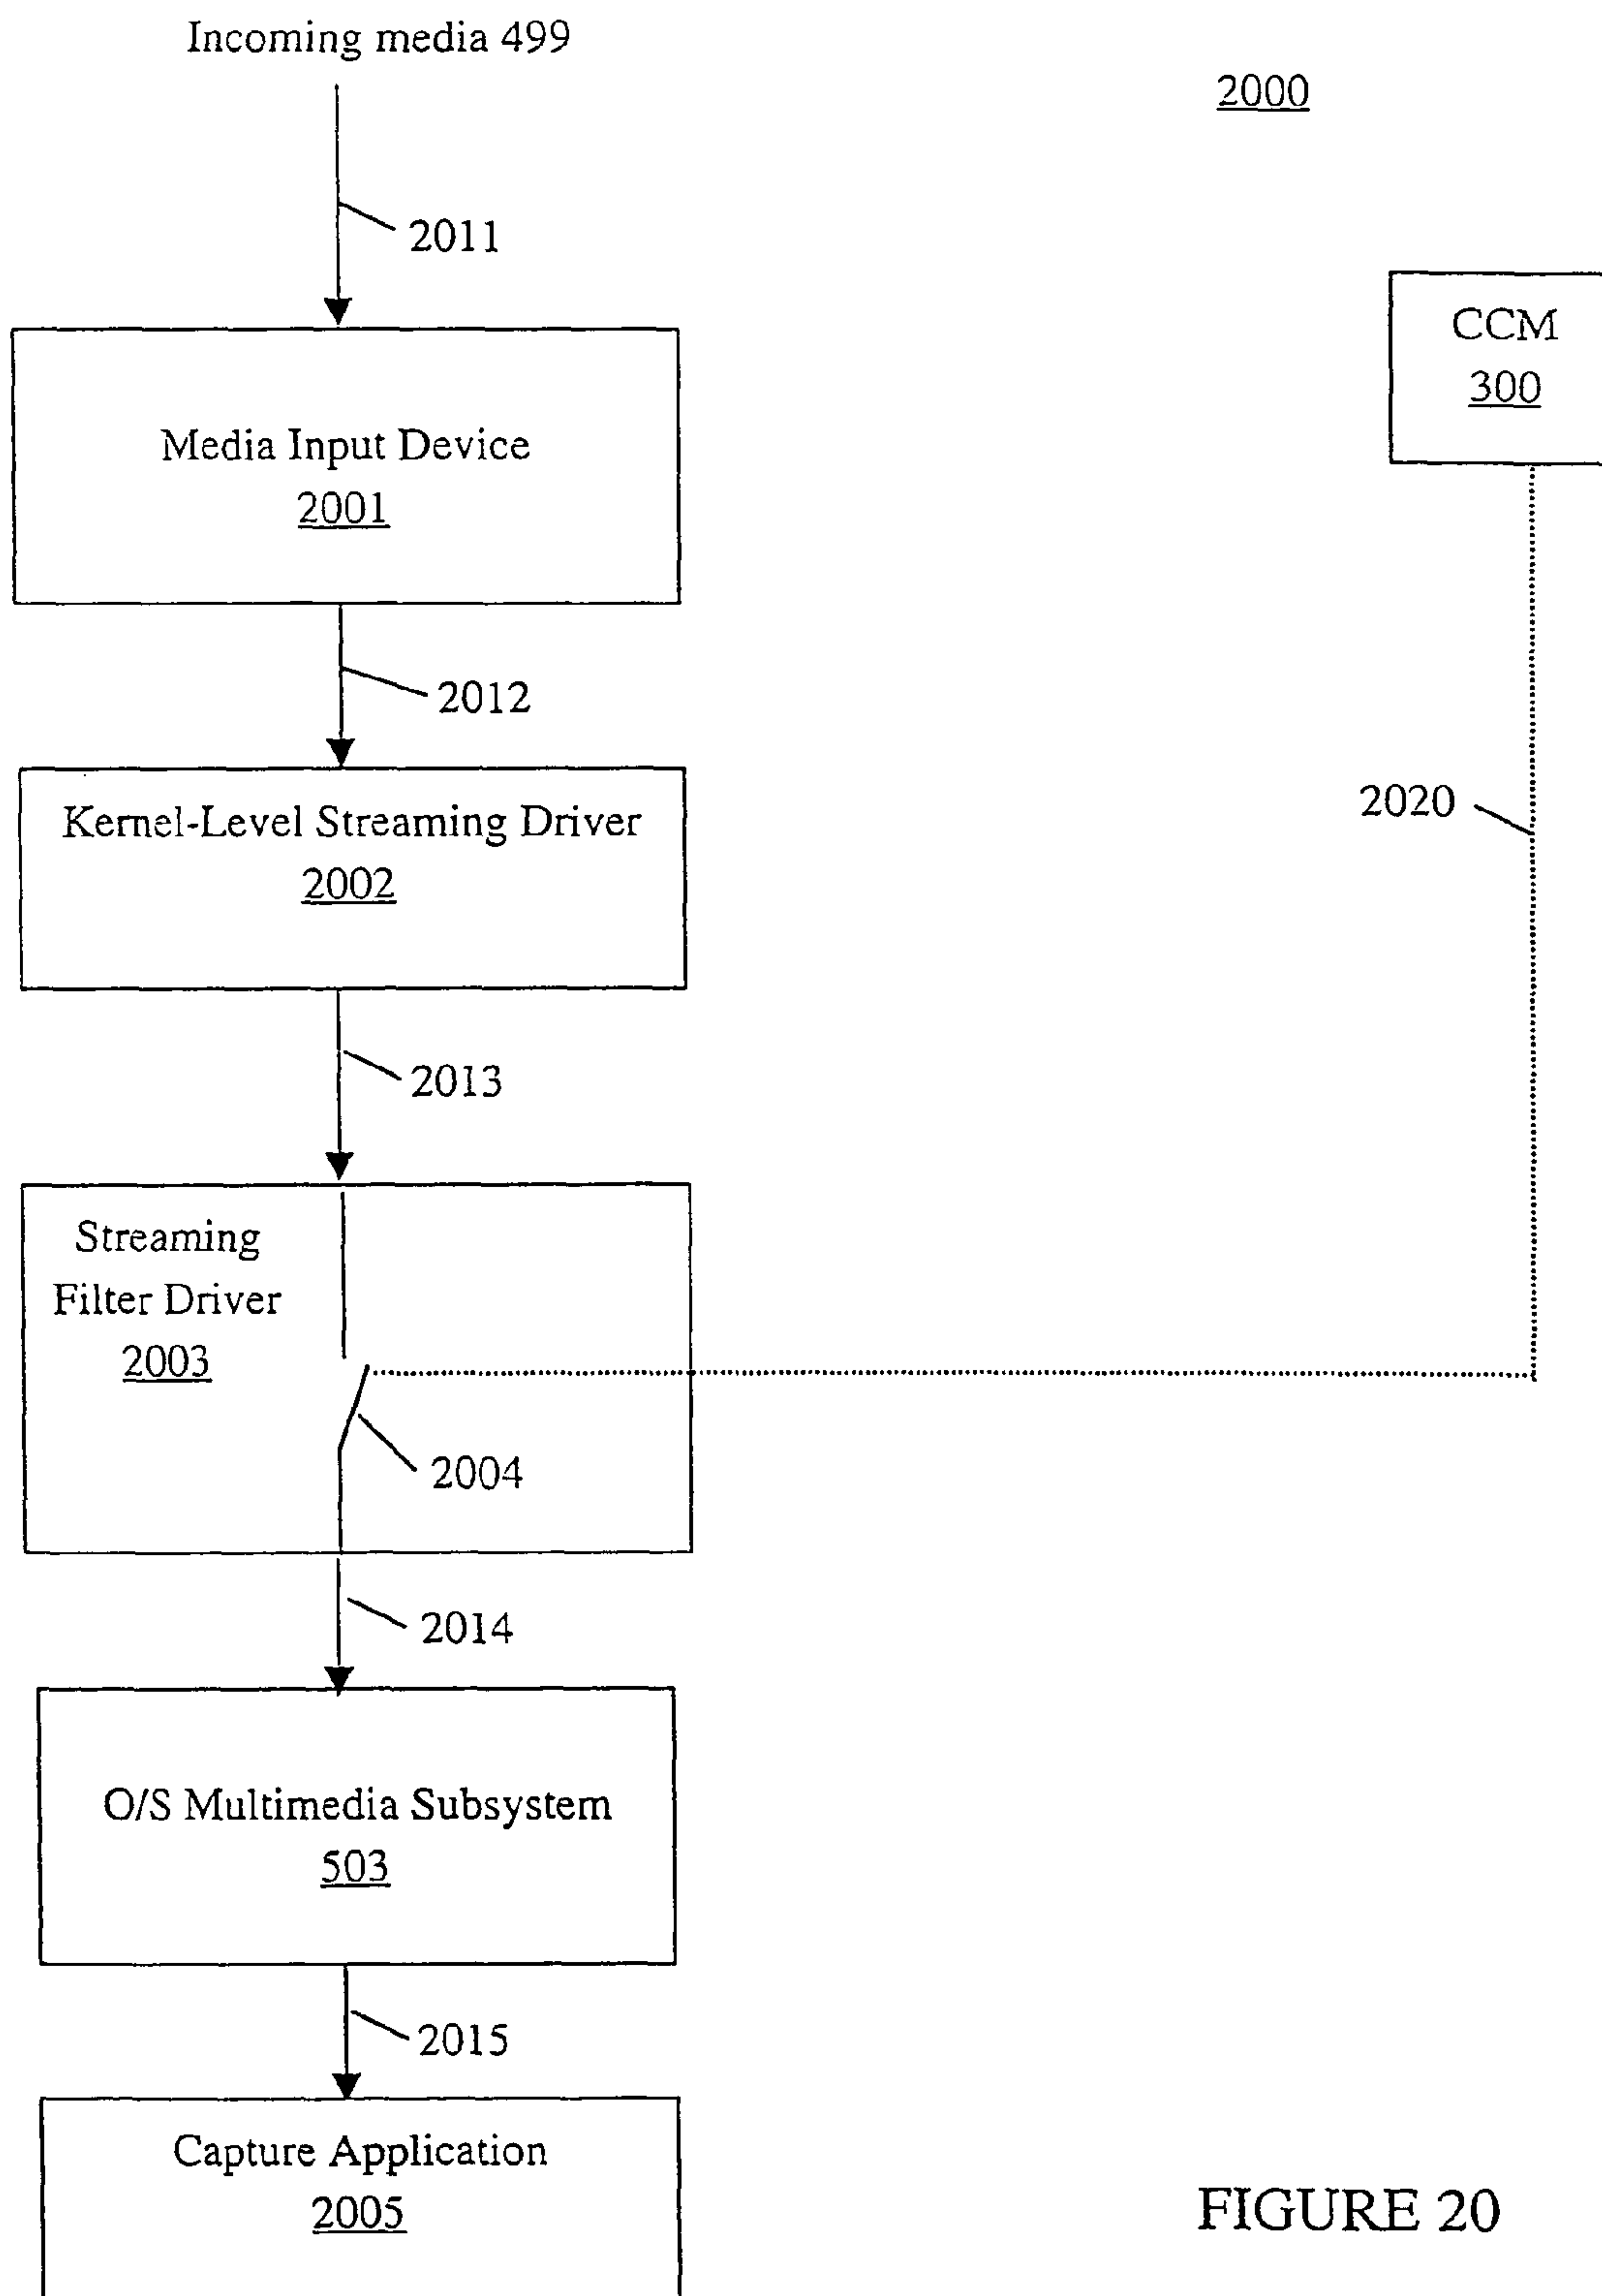 Incoming media 499
2000
2011
CCM
300
Media Input Device
2001
2012
Kernel-Level Streaming Driver
2002
2020
2013
Streaming
Filter Driver
2003
2004
2014
O/S Multimedia Subsystem
503
2015
Capture Application
2005
FIGURE 20